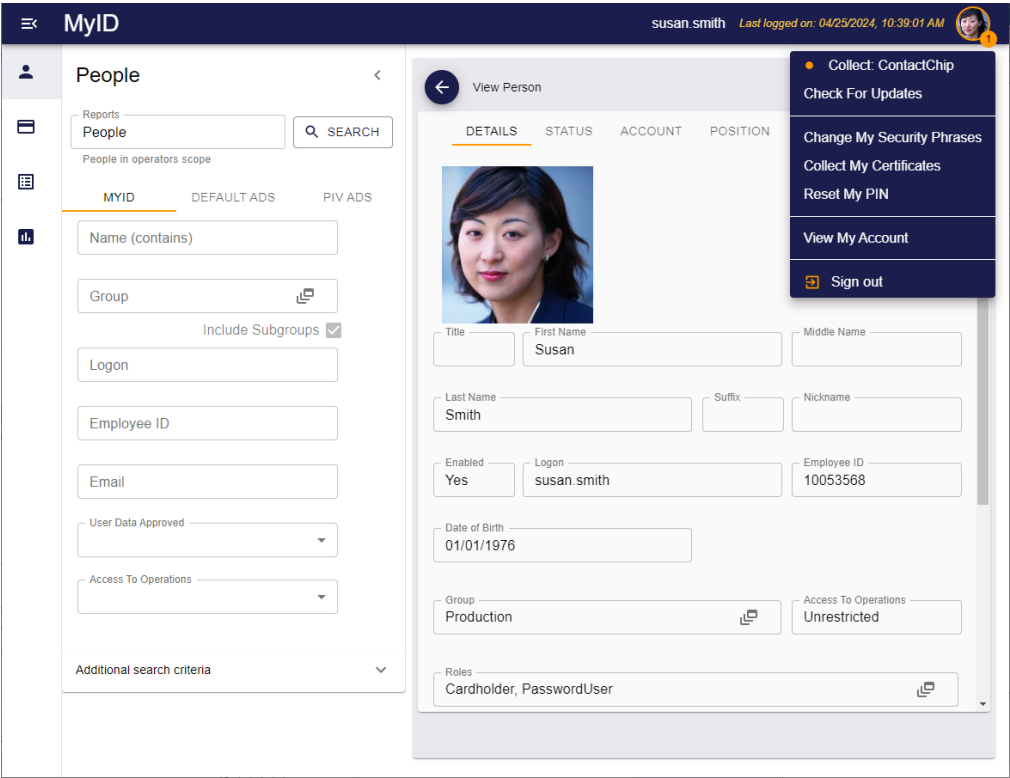 MyID
susan.smith Last logged on: 04/25/2024, 10:39:01 AM
1
Collect: ContactChip
Check For Updates
Change My Security Phrases
Collect My Certificates
Reset My PIN
View My Account
Sign out
People
Reports
People
SEARCH
People in operators scope
MYID DEFAULT ADS PIV ADS
Name (contains)
Group
Include Subgroups
Logon
Employee ID
Email
User Data Approved
Access To Operations
Additional search criteria
View Person
DETAILS STATUS ACCOUNT POSITION
Title First Name Middle Name
Susan
Last Name Suffix Nickname
Smith
Enabled Logon Employee ID
Yes susan.smith 10053568
Date of Birth
01/01/1976
Group Access To Operations
Production Unrestricted
Roles
Cardholder, PasswordUser